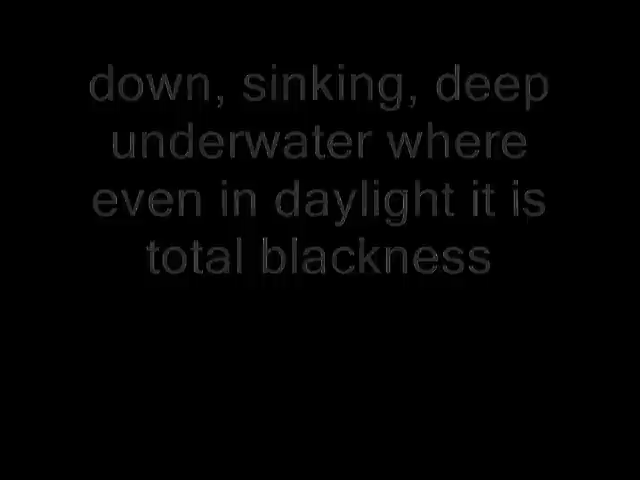 down, sinking, deep
underwater where
even in daylight it is
total blackness